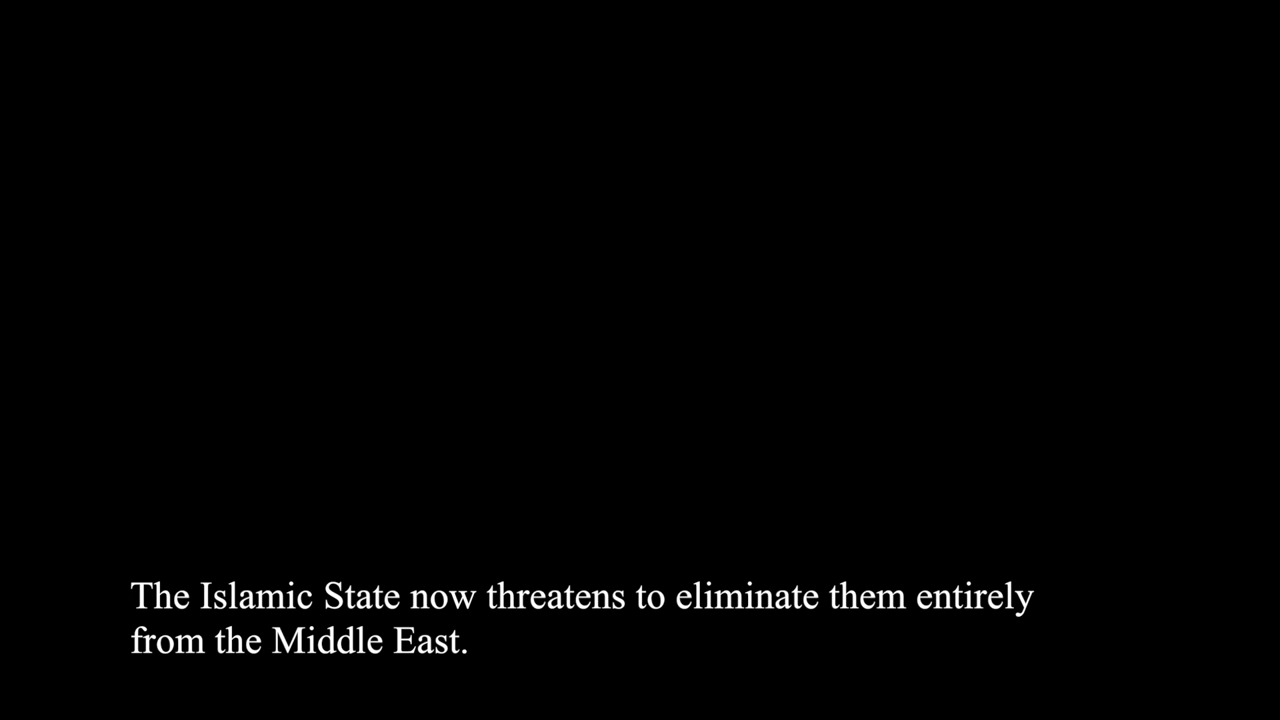 The Islamic State now threatens to eliminate them entirely
from the Middle East.